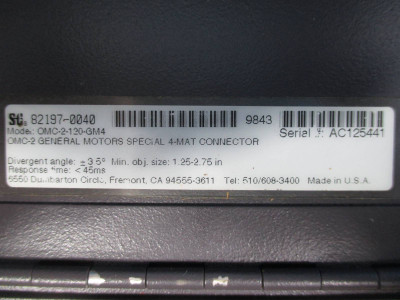 Sti 82197-0040 9843
Model: OMC-2-120-GM4 Serial #: AC125441
OMC-2 GENERAL MOTORS SPECIAL 4-MAT CONNECTOR
Divergent angle: ± 3.5° Min. obj. size: 1.25-2.75 in
Response time: < 45ms
6550 Dumbarton Circle, Fremont, CA 94555-3611 Tel: 510/608-3400 Made in U.S.A.